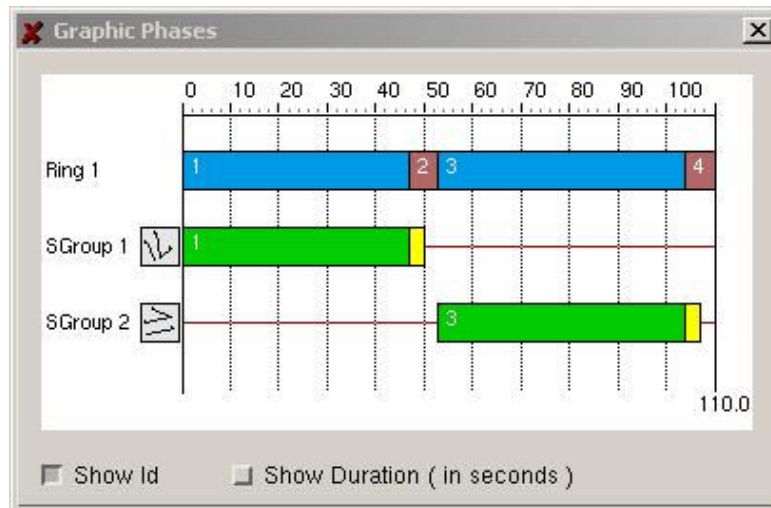 Graphic Phases
0 10 20 30 40 50 60 70 80 90 100
Ring 1 1 2 3 4
SGroup 1 1
SGroup 2 3
110.0
Show Id Show Duration ( in seconds )